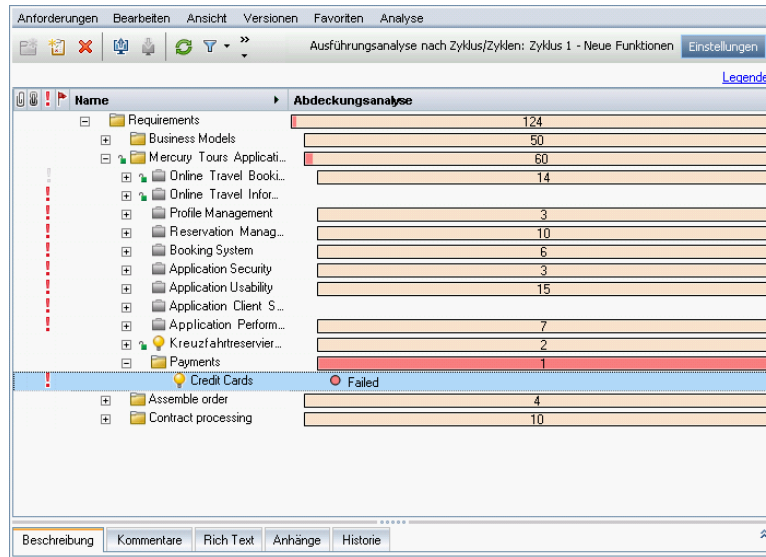 Anforderungen Bearbeiten Ansicht Versionen Favoriten Analyse
Ausführungsanalyse nach Zyklus/Zyklen: Zyklus 1 - Neue Funktionen Einstellungen
Legende
Name Abdeckungsanalyse
Requirements 124
Business Models 50
Mercury Tours Applicati... 60
Online Travel Booki... 14
Online Travel Infor...
Profile Management 3
Reservation Manag... 10
Booking System 6
Application Security 3
Application Usability 15
Application Client S...
Application Perform... 7
Kreuzfahrtreservier... 2
Payments 1
Credit Cards Failed
Assemble order 4
Contract processing 10
Beschreibung Kommentare Rich Text Anhänge Historie